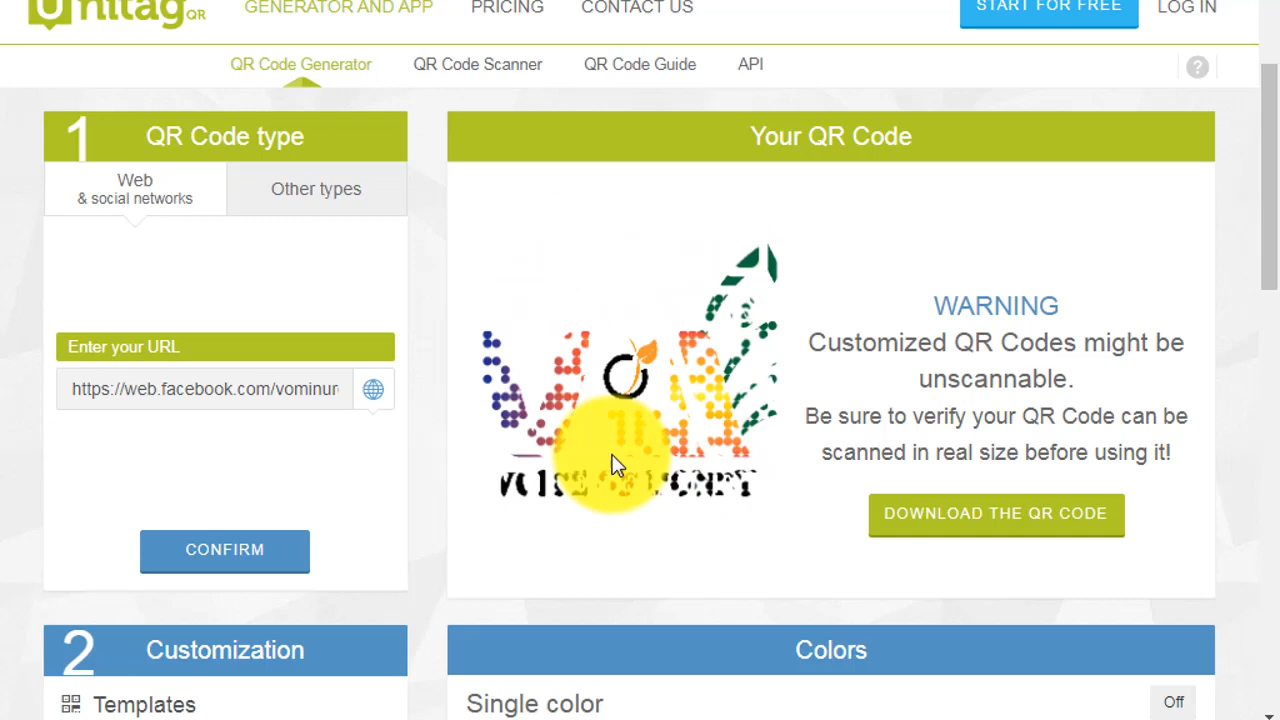 Unitag QR
GENERATOR AND APP PRICING CONTACT US START FOR FREE LOG IN
QR Code Generator QR Code Scanner QR Code Guide API ?
1 QR Code type
Web
& social networks
Other types
Enter your URL
https://web.facebook.com/vominur
CONFIRM
Your QR Code
WARNING
Customized QR Codes might be
unscannable.
Be sure to verify your QR Code can be
scanned in real size before using it!
DOWNLOAD THE QR CODE
2 Customization
Templates
Colors
Single color Off